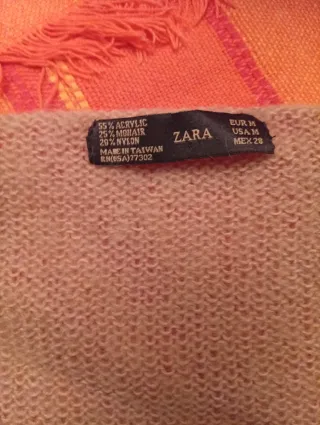 55% ACRYLIC
25% MOHAIR
20% NYLON
MADE IN TAIWAN
RN(USA)77302
ZARA
EUR M
USA M
MEX 28